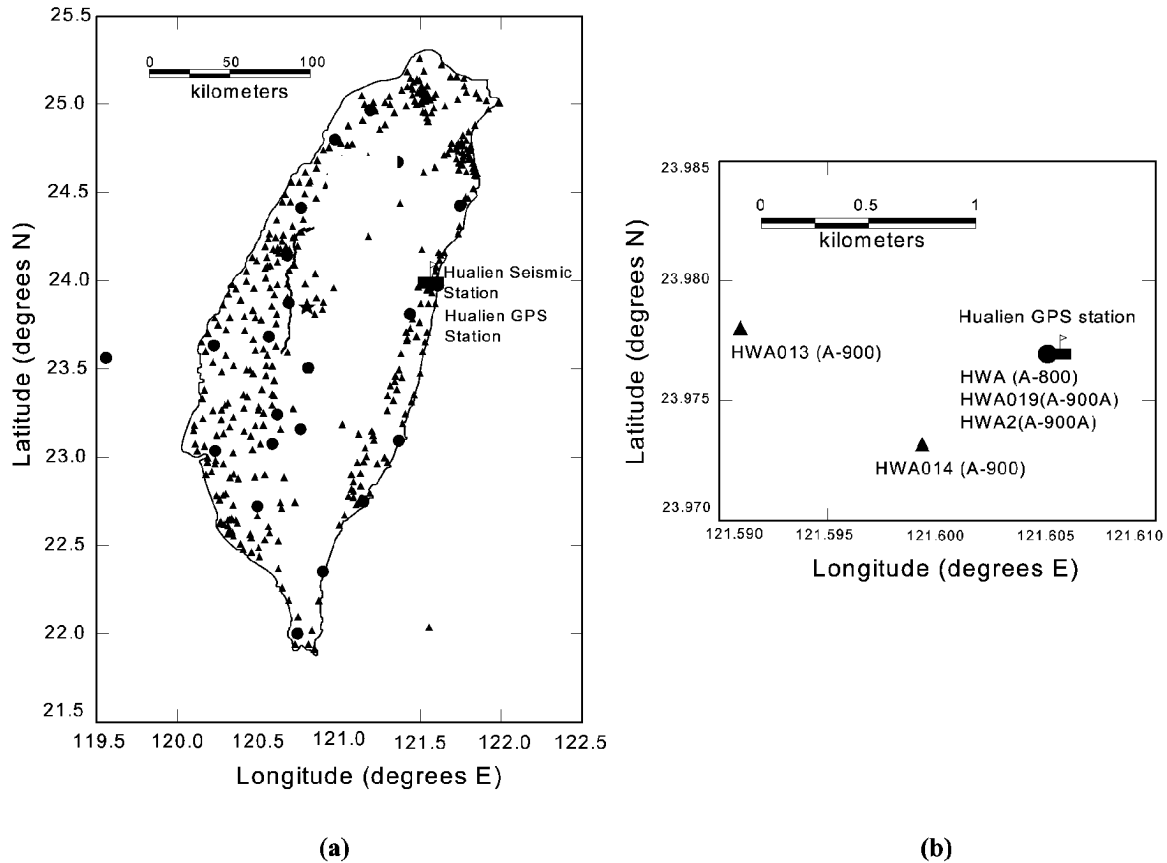 25.5
25.0
24.5
24.0
23.5
23.0
22.5
22.0
21.5
Latitude (degrees N)
0 50 100
kilometers
Hualien Seismic
Station
Hualien GPS
Station
119.5 120.0 120.5 121.0 121.5 122.0 122.5
Longitude (degrees E)
(a)
23.985
23.980
23.975
23.970
Latitude (degrees N)
0 0.5 1
kilometers
Hualien GPS station
HWA013 (A-900)
HWA (A-800)
HWA019(A-900A)
HWA2(A-900A)
HWA014 (A-900)
121.590 121.595 121.600 121.605 121.610
Longitude (degrees E)
(b)